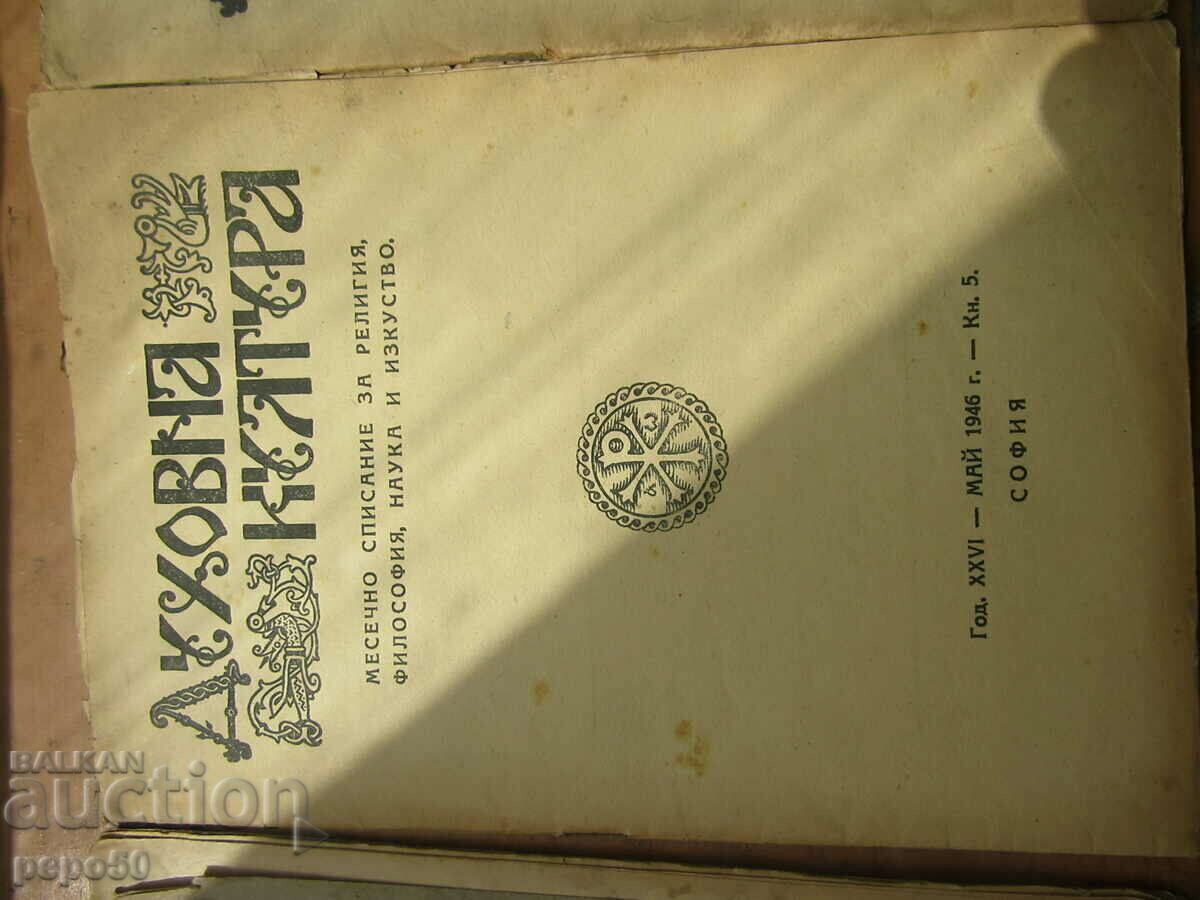 ДУХОВНА
КУЛТУРА
МЕСЕЧНО СПИСАНИЕ ЗА РЕЛИГИЯ,
ФИЛОСОФИЯ, НАУКА И ИЗКУСТВО.
Год. XXVI — МАЙ 1946 г. — Кн. 5.
СОФИЯ
BALKAN
auction
pepo50